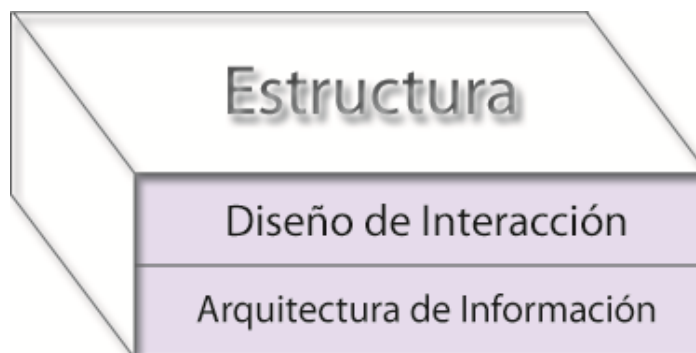 Estructura
Diseño de Interacción
Arquitectura de Información